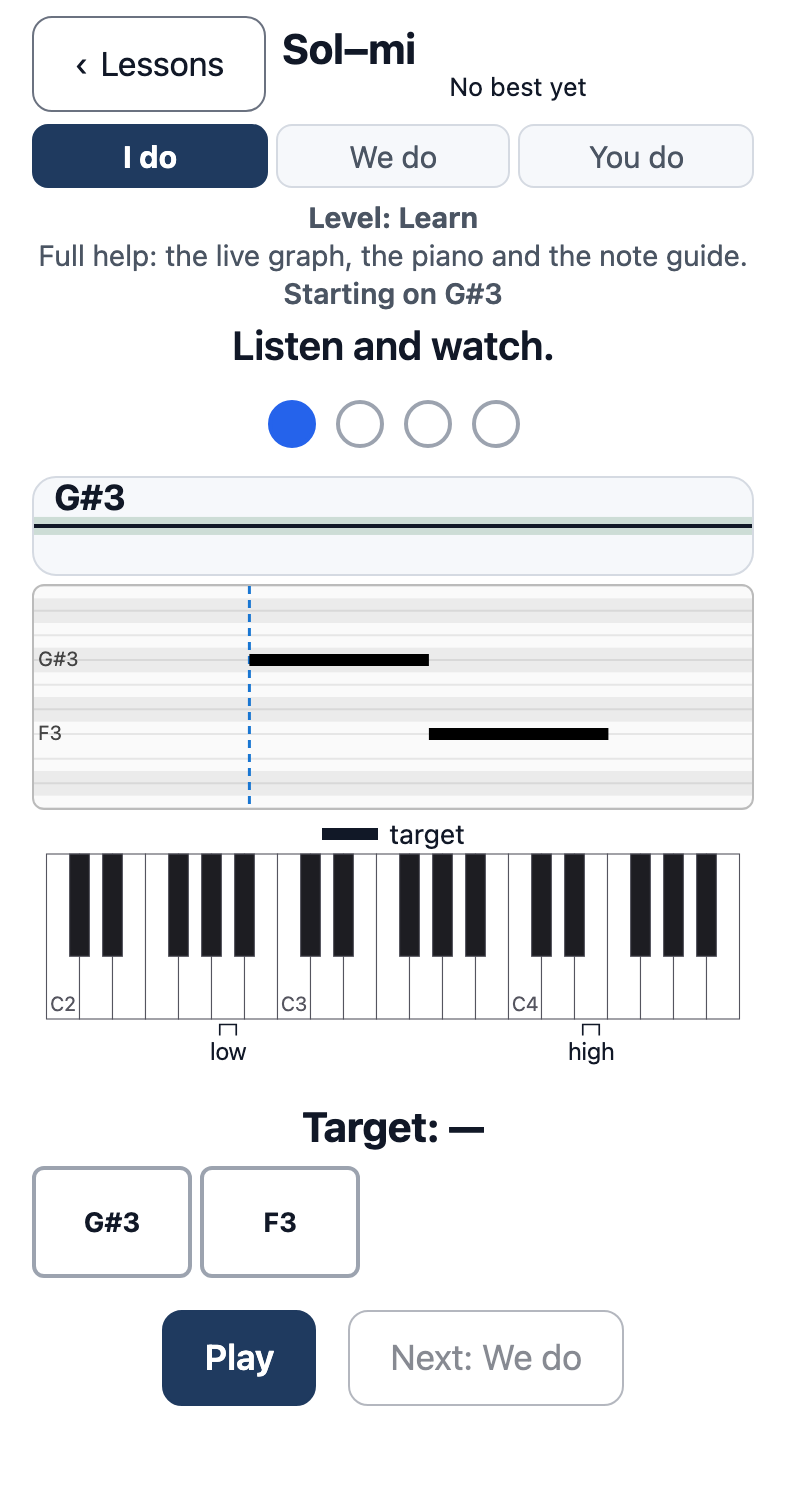 ‹ Lessons
Sol–mi
No best yet
I do
We do
You do
Level: Learn
Full help: the live graph, the piano and the note guide.
Starting on G#3
Listen and watch.
G#3
G#3
F3
target
C2
C3
C4
low
high
Target: —
G#3
F3
Play
Next: We do